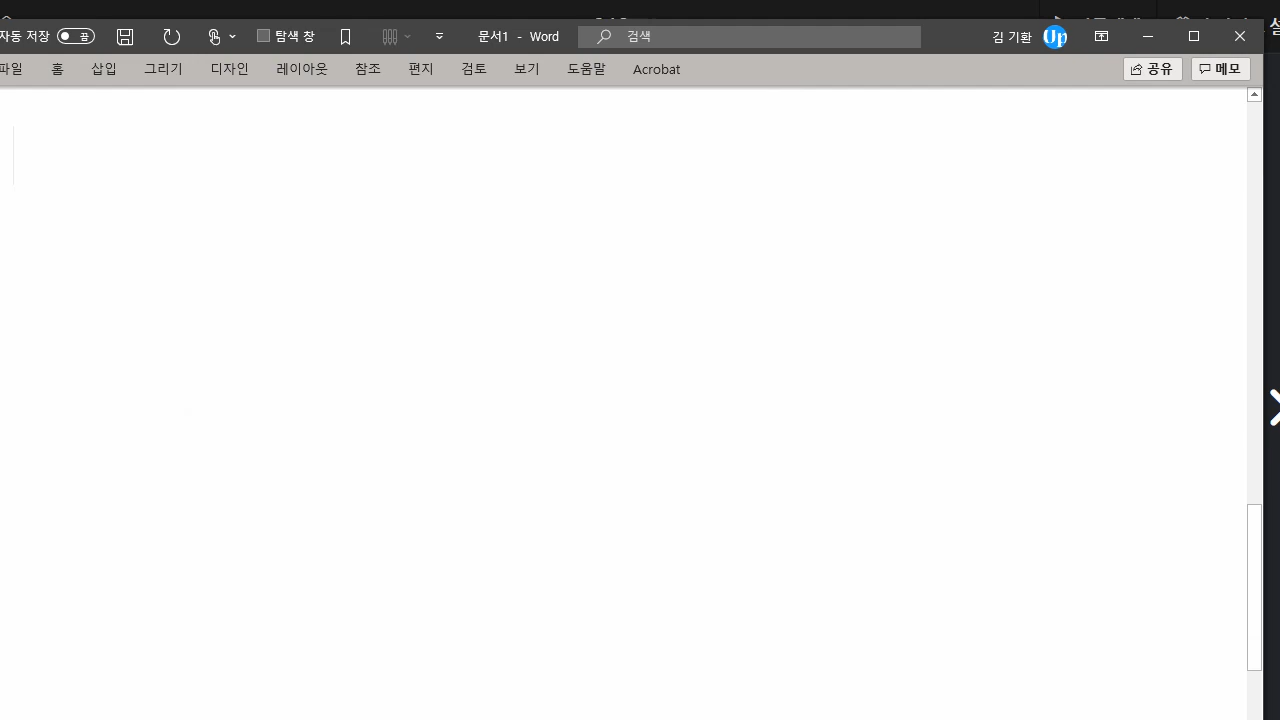 자동 저장 끔 탐색 창 문서1 - Word 검색 김 기환 Up
파일 홈 삽입 그리기 디자인 레이아웃 참조 편지 검토 보기 도움말 Acrobat 공유 메모